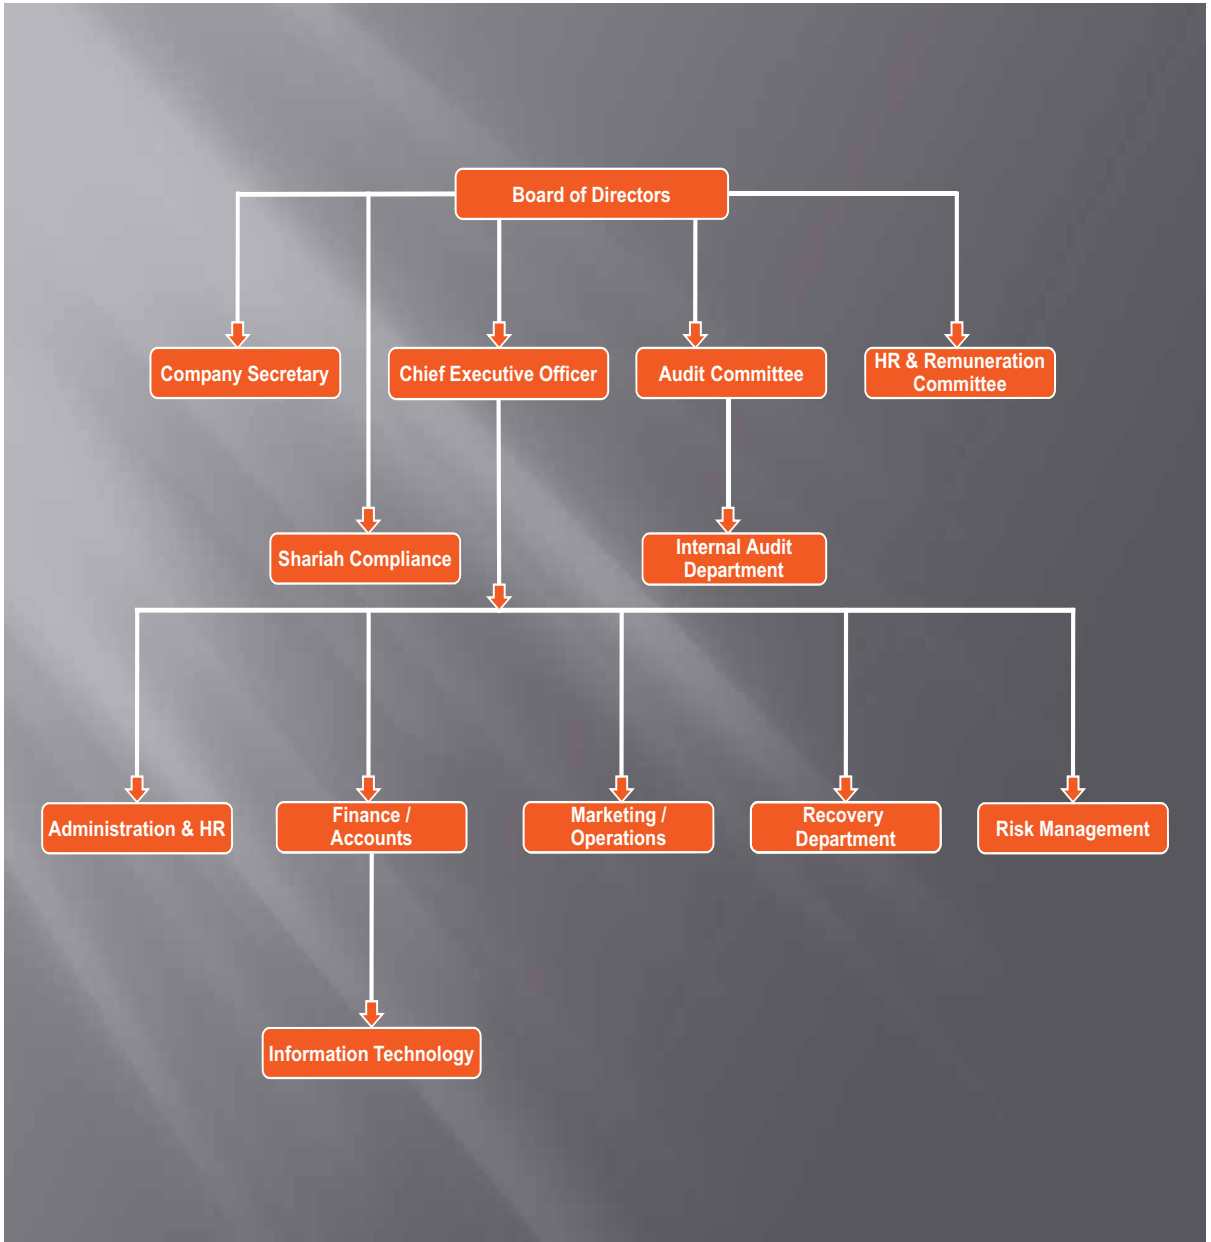 Board of Directors
Company Secretary
Chief Executive Officer
Audit Committee
HR & Remuneration
Committee
Shariah Compliance
Internal Audit
Department
Administration & HR
Finance /
Accounts
Marketing /
Operations
Recovery
Department
Risk Management
Information Technology